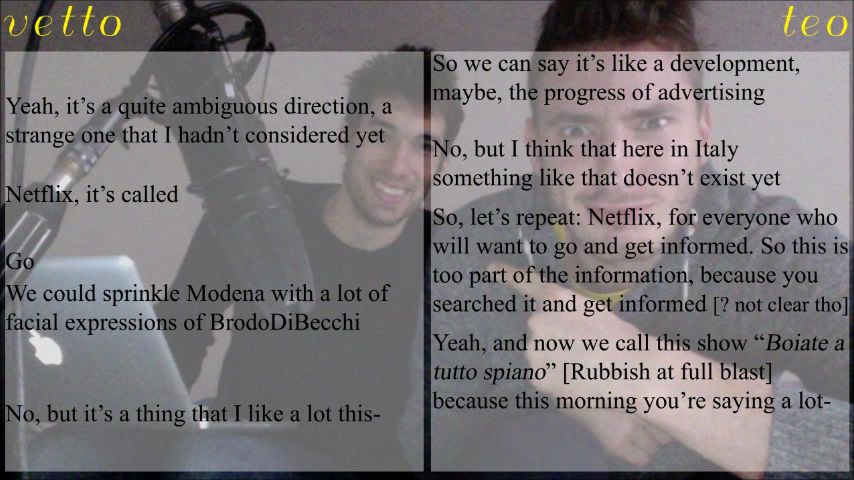 vetto
teo
Yeah, it's a quite ambiguous direction, a
strange one that I hadn't considered yet
Netflix, it's called
Go
We could sprinkle Modena with a lot of
facial expressions of BrodoDiBecchi
No, but it's a thing that I like a lot this-
So we can say it's like a development,
maybe, the progress of advertising
No, but I think that here in Italy
something like that doesn't exist yet
So, let's repeat: Netflix, for everyone who
will want to go and get informed. So this is
too part of the information, because you
searched it and get informed [? not clear tho]
Yeah, and now we call this show “Boiate a
tutto spiano” [Rubbish at full blast]
because this morning you're saying a lot-